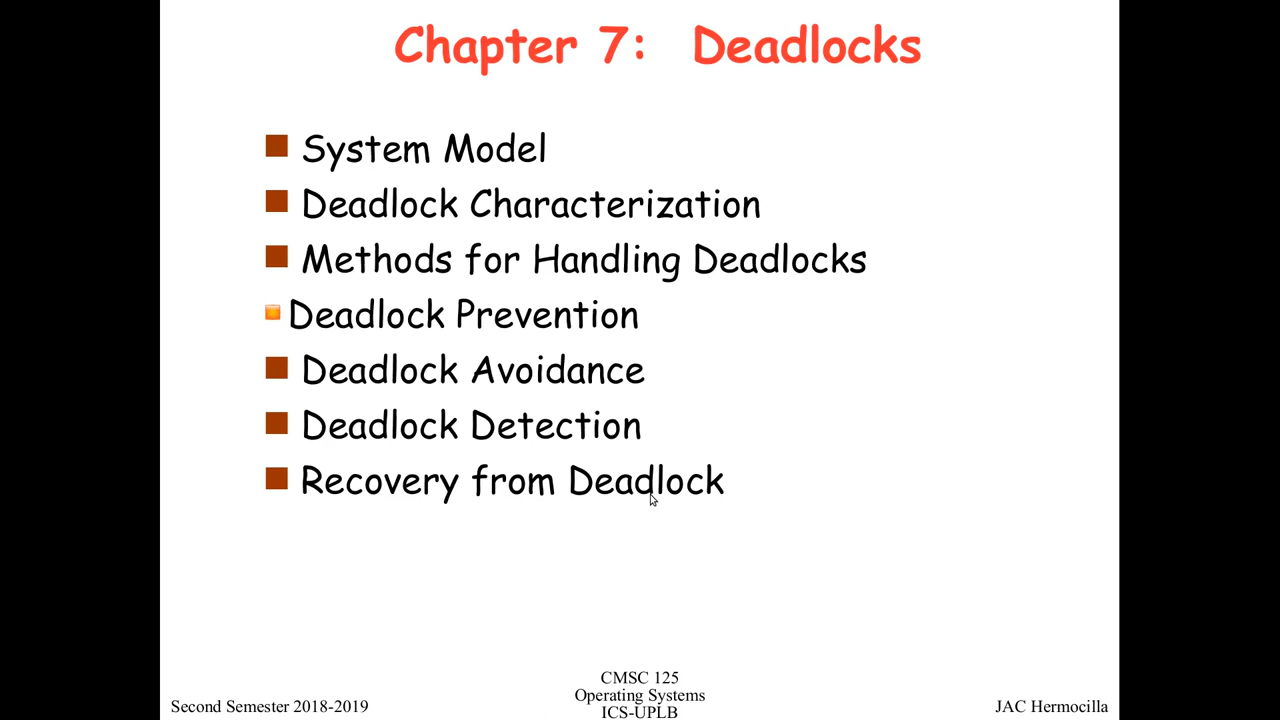 Chapter 7: Deadlocks
System Model
Deadlock Characterization
Methods for Handling Deadlocks
Deadlock Prevention
Deadlock Avoidance
Deadlock Detection
Recovery from Deadlock
Second Semester 2018-2019
CMSC 125
Operating Systems
ICS-UPLB
JAC Hermocilla